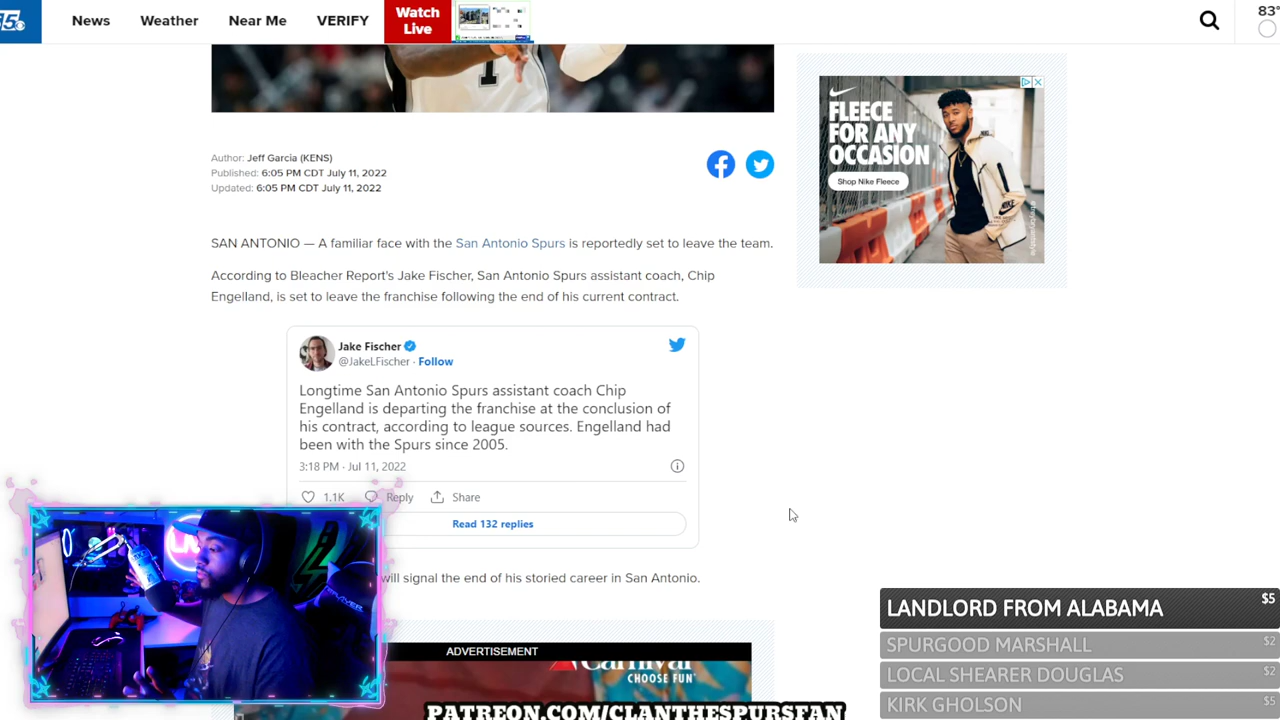 5
News
Weather
Near Me
VERIFY
Watch
Live
83°
1
FLEECE
FOR ANY
OCCASION
Shop Nike Fleece
Author: Jeff Garcia (KENS)
Published: 6:05 PM CDT July 11, 2022
Updated: 6:05 PM CDT July 11, 2022
SAN ANTONIO — A familiar face with the San Antonio Spurs is reportedly set to leave the team.
According to Bleacher Report's Jake Fischer, San Antonio Spurs assistant coach, Chip
Engelland, is set to leave the franchise following the end of his current contract.
Jake Fischer
@JakeLFischer · Follow
Longtime San Antonio Spurs assistant coach Chip
Engelland is departing the franchise at the conclusion of
his contract, according to league sources. Engelland had
been with the Spurs since 2005.
3:18 PM · Jul 11, 2022
1.1K Reply Share
Read 132 replies
will signal the end of his storied career in San Antonio.
ADVERTISEMENT
Carnival
CHOOSE FUN
PATREON.COM/CLANTHESPURSFAN
LANDLORD FROM ALABAMA $5
SPURGOOD MARSHALL $2
LOCAL SHEARER DOUGLAS $2
KIRK GHOLSON $5